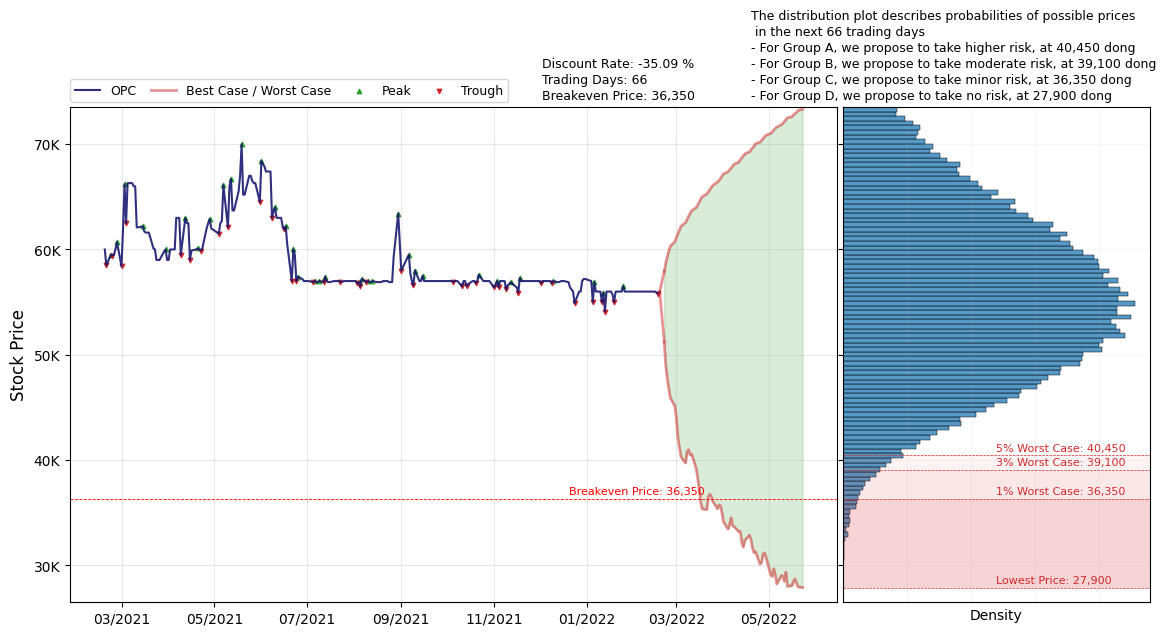 The distribution plot describes probabilities of possible prices
in the next 66 trading days
- For Group A, we propose to take higher risk, at 40,450 dong
- For Group B, we propose to take moderate risk, at 39,100 dong
- For Group C, we propose to take minor risk, at 36,350 dong
- For Group D, we propose to take no risk, at 27,900 dong
Discount Rate: -35.09 %
Trading Days: 66
Breakeven Price: 36,350
OPC
Best Case / Worst Case
Peak
Trough
Stock Price
70K
60K
50K
40K
30K
Breakeven Price: 36,350
5% Worst Case: 40,450
3% Worst Case: 39,100
1% Worst Case: 36,350
Lowest Price: 27,900
03/2021
05/2021
07/2021
09/2021
11/2021
01/2022
03/2022
05/2022
Density